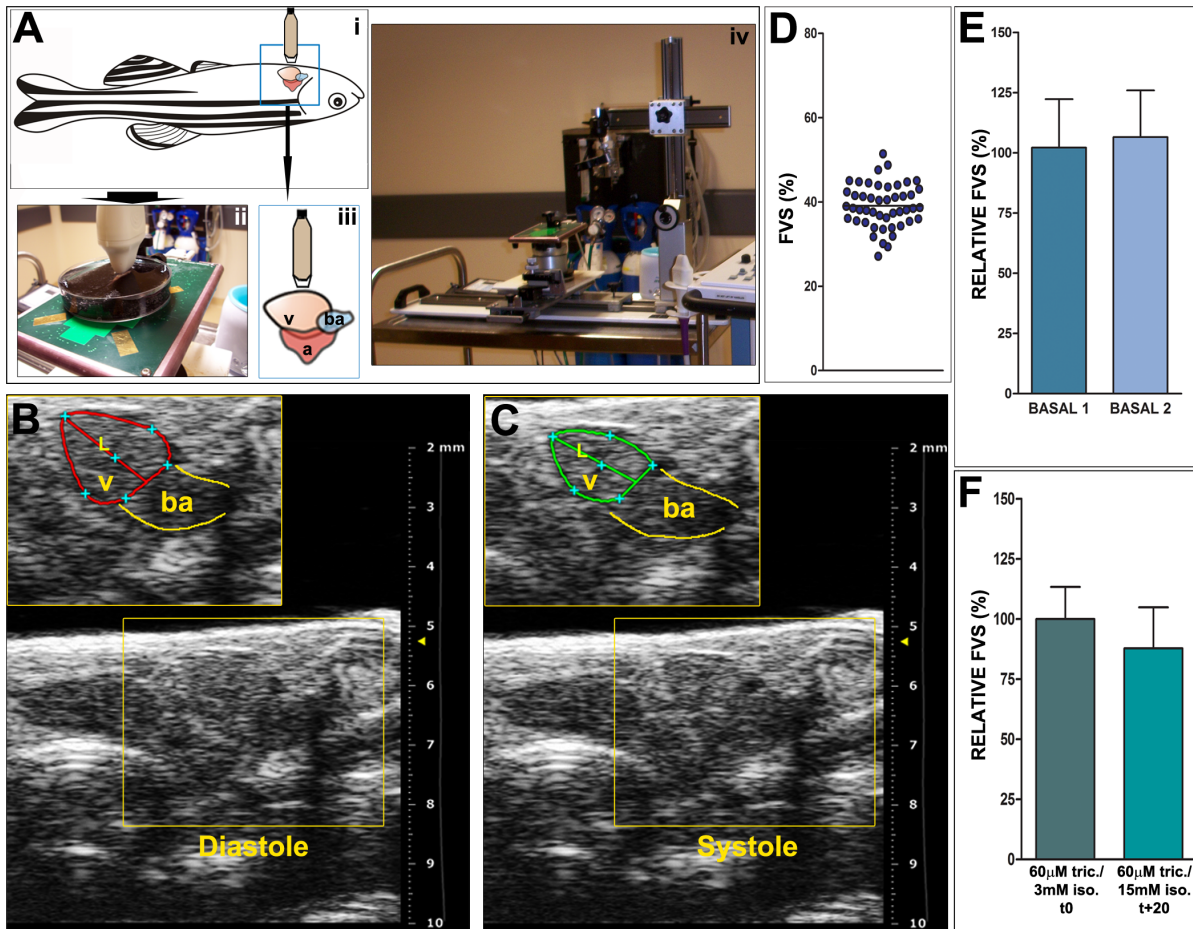 A
i
ii
iii
v
ba
a
iv
D
FVS (%)
80
60
40
20
0
E
RELATIVE FVS (%)
150
125
100
75
50
25
0
BASAL 1
BASAL 2
B
L
v
ba
2 mm
3
4
5
6
7
8
9
10
Diastole
C
L
v
ba
2 mm
3
4
5
6
7
8
9
10
Systole
F
RELATIVE FVS (%)
150
125
100
75
50
25
0
60μM tric./
3mM iso.
t0
60μM tric./
15mM iso.
t+20